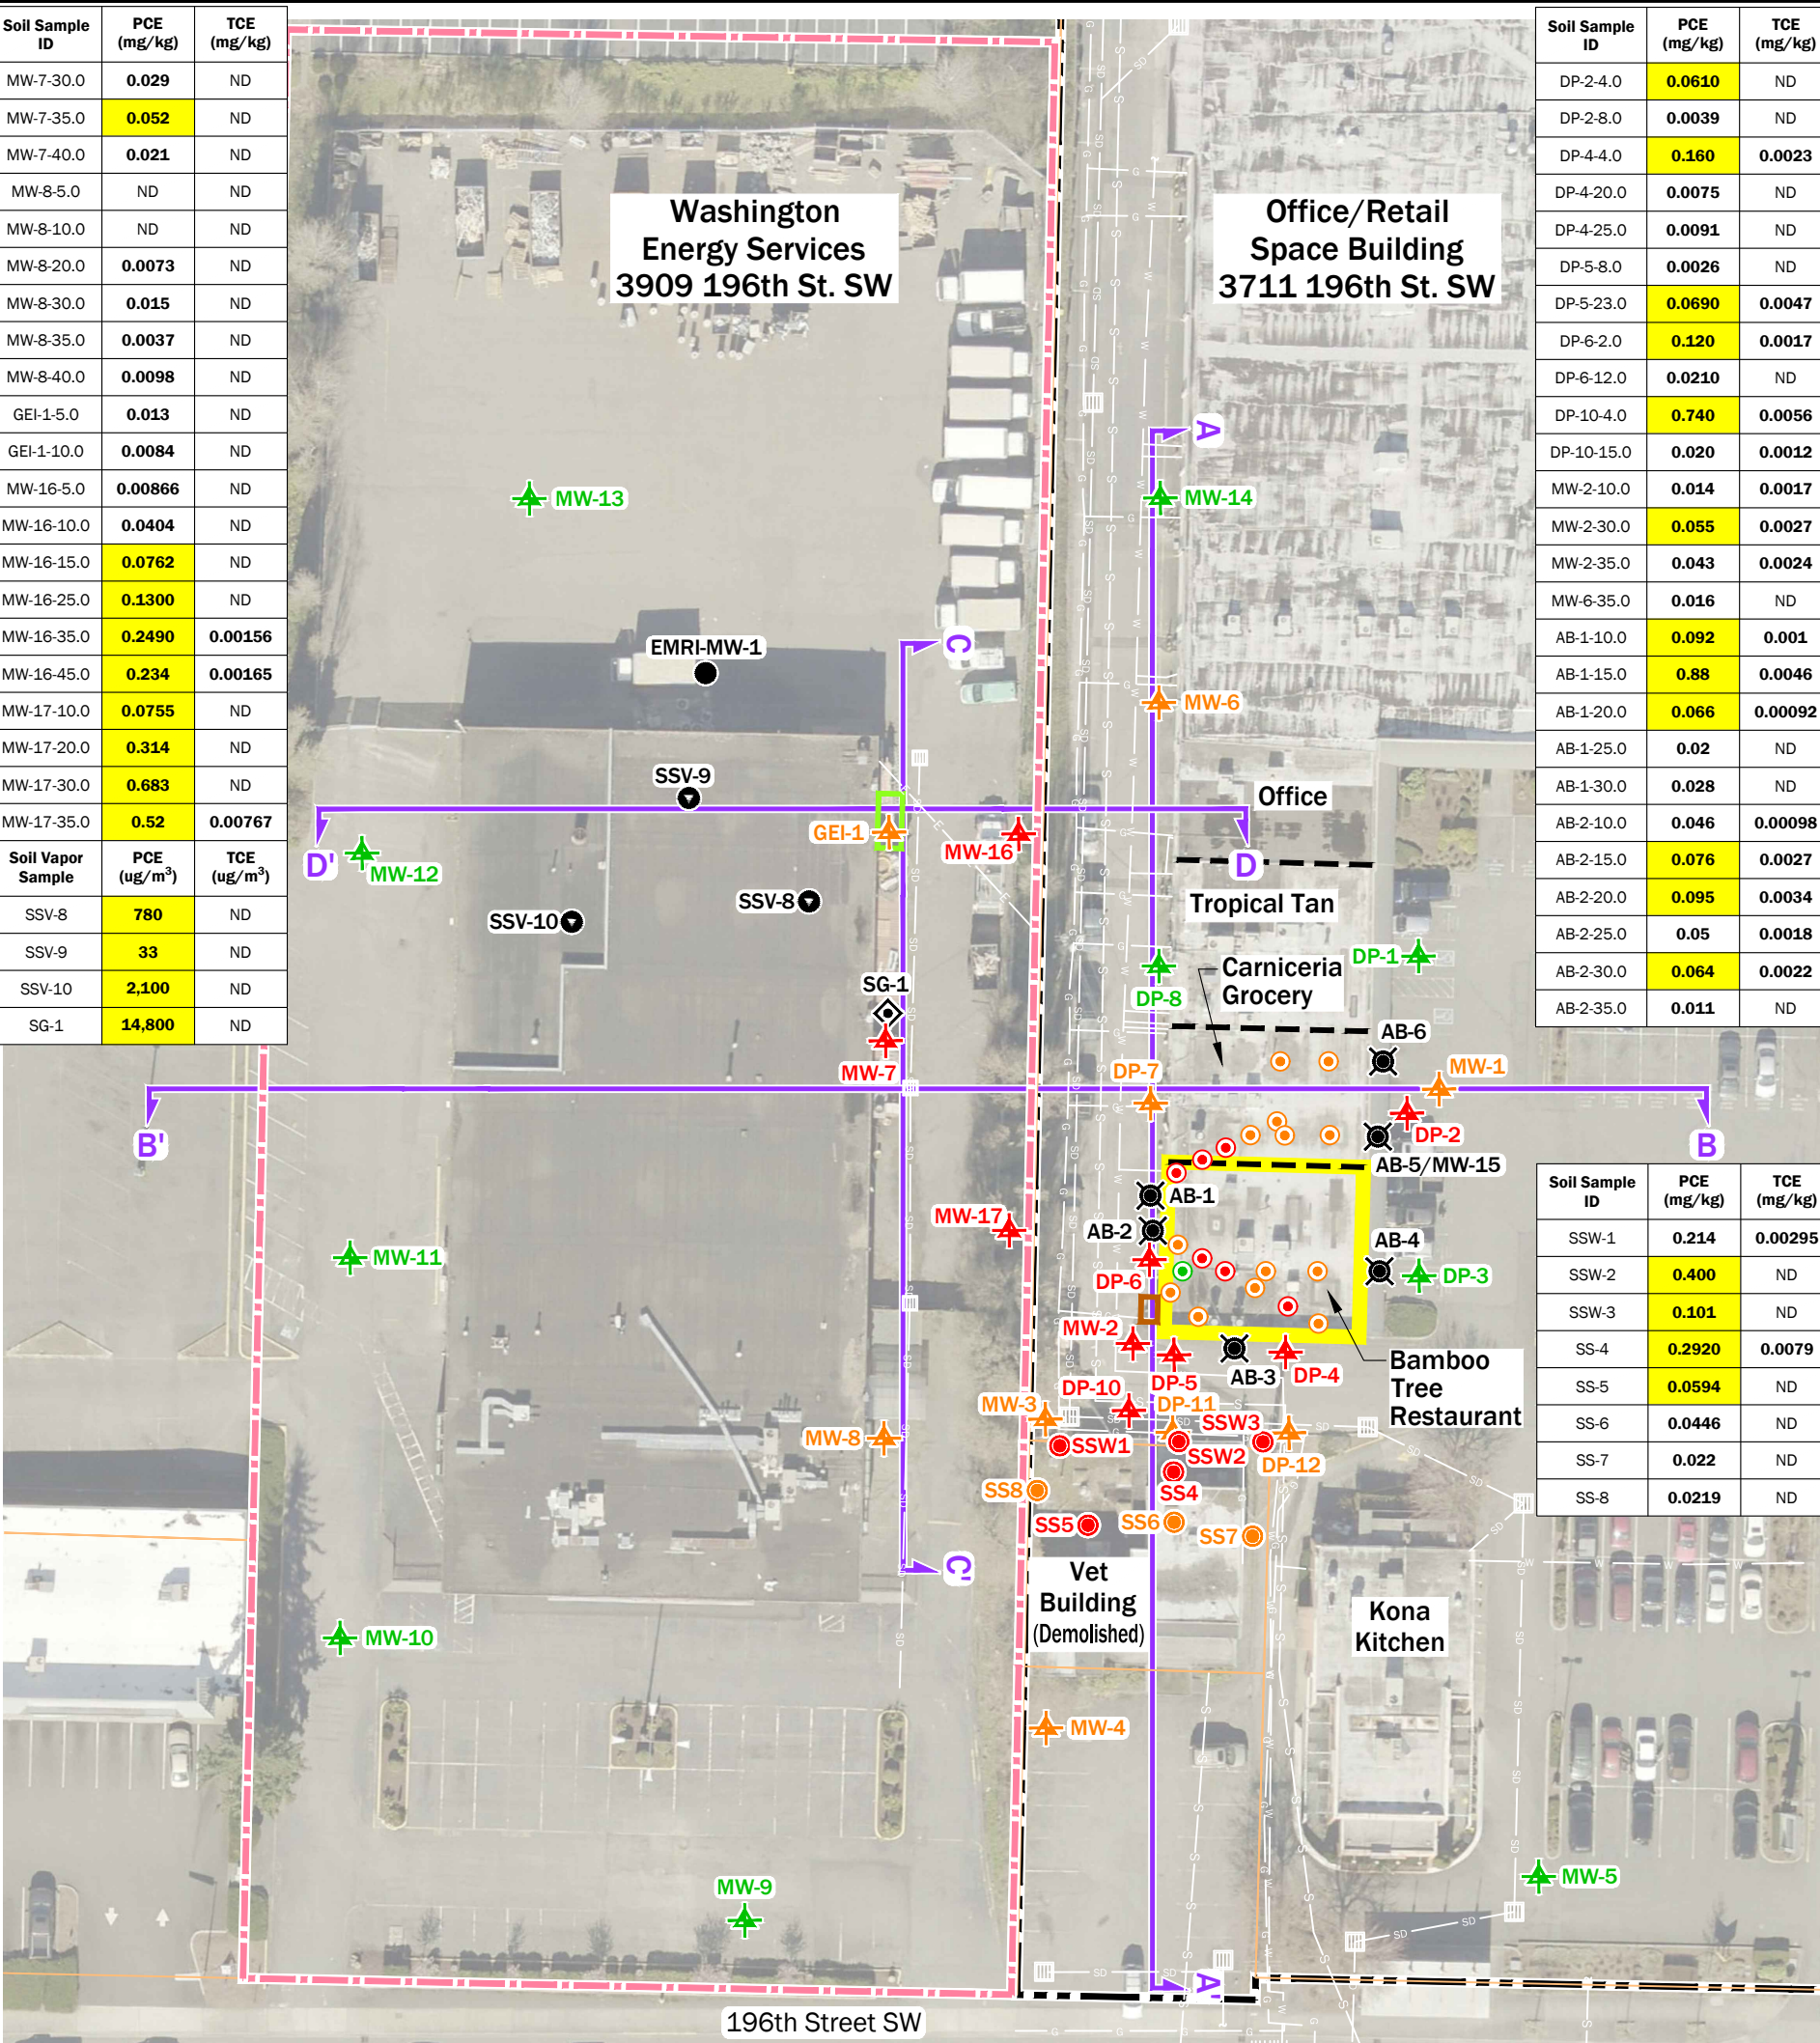 Soil Sample ID PCE (mg/kg) TCE (mg/kg)
MW-7-30.0 0.029 ND
MW-7-35.0 0.052 ND
MW-7-40.0 0.021 ND
MW-8-5.0 ND ND
MW-8-10.0 ND ND
MW-8-20.0 0.0073 ND
MW-8-30.0 0.015 ND
MW-8-35.0 0.0037 ND
MW-8-40.0 0.0098 ND
GEI-1-5.0 0.013 ND
GEI-1-10.0 0.0084 ND
MW-16-5.0 0.00866 ND
MW-16-10.0 0.0404 ND
MW-16-15.0 0.0762 ND
MW-16-25.0 0.1300 ND
MW-16-35.0 0.2490 0.00156
MW-16-45.0 0.234 0.00165
MW-17-10.0 0.0755 ND
MW-17-20.0 0.314 ND
MW-17-30.0 0.683 ND
MW-17-35.0 0.52 0.00767
Soil Vapor Sample PCE (ug/m³) TCE (ug/m³)
SSV-8 780 ND
SSV-9 33 ND
SSV-10 2,100 ND
SG-1 14,800 ND
Soil Sample ID PCE (mg/kg) TCE (mg/kg)
DP-2-4.0 0.0610 ND
DP-2-8.0 0.0039 ND
DP-4-4.0 0.160 0.0023
DP-4-20.0 0.0075 ND
DP-4-25.0 0.0091 ND
DP-5-8.0 0.0026 ND
DP-5-23.0 0.0690 0.0047
DP-6-2.0 0.120 0.0017
DP-6-12.0 0.0210 ND
DP-10-4.0 0.740 0.0056
DP-10-15.0 0.020 0.0012
MW-2-10.0 0.014 0.0017
MW-2-30.0 0.055 0.0027
MW-2-35.0 0.043 0.0024
MW-6-35.0 0.016 ND
AB-1-10.0 0.092 0.001
AB-1-15.0 0.88 0.0046
AB-1-20.0 0.066 0.00092
AB-1-25.0 0.02 ND
AB-1-30.0 0.028 ND
AB-2-10.0 0.046 0.00098
AB-2-15.0 0.076 0.0027
AB-2-20.0 0.095 0.0034
AB-2-25.0 0.05 0.0018
AB-2-30.0 0.064 0.0022
AB-2-35.0 0.011 ND
Soil Sample ID PCE (mg/kg) TCE (mg/kg)
SSW-1 0.214 0.00295
SSW-2 0.400 ND
SSW-3 0.101 ND
SS-4 0.2920 0.0079
SS-5 0.0594 ND
SS-6 0.0446 ND
SS-7 0.022 ND
SS-8 0.0219 ND
Washington
Energy Services
3909 196th St. SW
Office/Retail
Space Building
3711 196th St. SW
A
MW-13
MW-14
EMRI-MW-1
C
MW-6
SSV-9
Office
GEI-1
MW-16
D'
MW-12
D
SSV-8
SSV-10
Tropical Tan
DP-1
Carniceria
Grocery
DP-8
SG-1
AB-6
MW-7
DP-7
MW-1
B'
DP-2
B
AB-5/MW-15
AB-1
MW-17
AB-2
AB-4
MW-11
DP-6
DP-3
MW-2
Bamboo
Tree
Restaurant
AB-3
DP-4
DP-5
DP-10
DP-11
MW-3
SSW3
MW-8
SSW1
SSW2
DP-12
SS8
SS4
SS5
SS6
SS7
C'
Vet
Building
(Demolished)
Kona
Kitchen
MW-10
MW-4
MW-9
MW-5
A'
196th Street SW